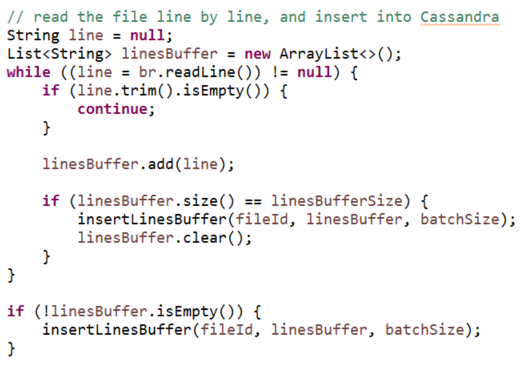 // read the file line by line, and insert into Cassandra
String line = null;
List<String> linesBuffer = new ArrayList<>();
while ((line = br.readLine()) != null) {
    if (line.trim().isEmpty()) {
        continue;
    }

    linesBuffer.add(line);

    if (linesBuffer.size() == linesBufferSize) {
        insertLinesBuffer(fileId, linesBuffer, batchSize);
        linesBuffer.clear();
    }
}

if (!linesBuffer.isEmpty()) {
    insertLinesBuffer(fileId, linesBuffer, batchSize);
}